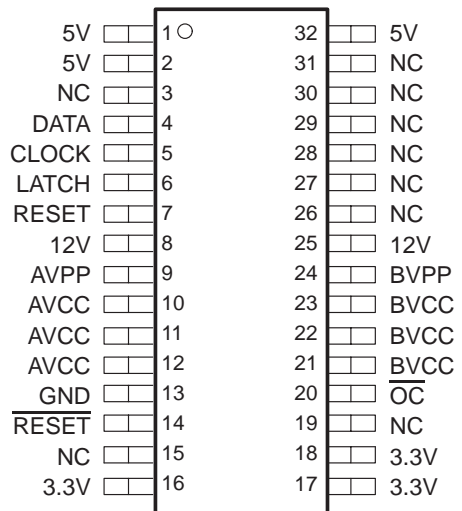 5V 1 32 5V
5V 2 31 NC
NC 3 30 NC
DATA 4 29 NC
CLOCK 5 28 NC
LATCH 6 27 NC
RESET 7 26 NC
12V 8 25 12V
AVPP 9 24 BVPP
AVCC 10 23 BVCC
AVCC 11 22 BVCC
AVCC 12 21 BVCC
GND 13 20 O̅C̅
R̅E̅S̅E̅T̅ 14 19 NC
NC 15 18 3.3V
3.3V 16 17 3.3V